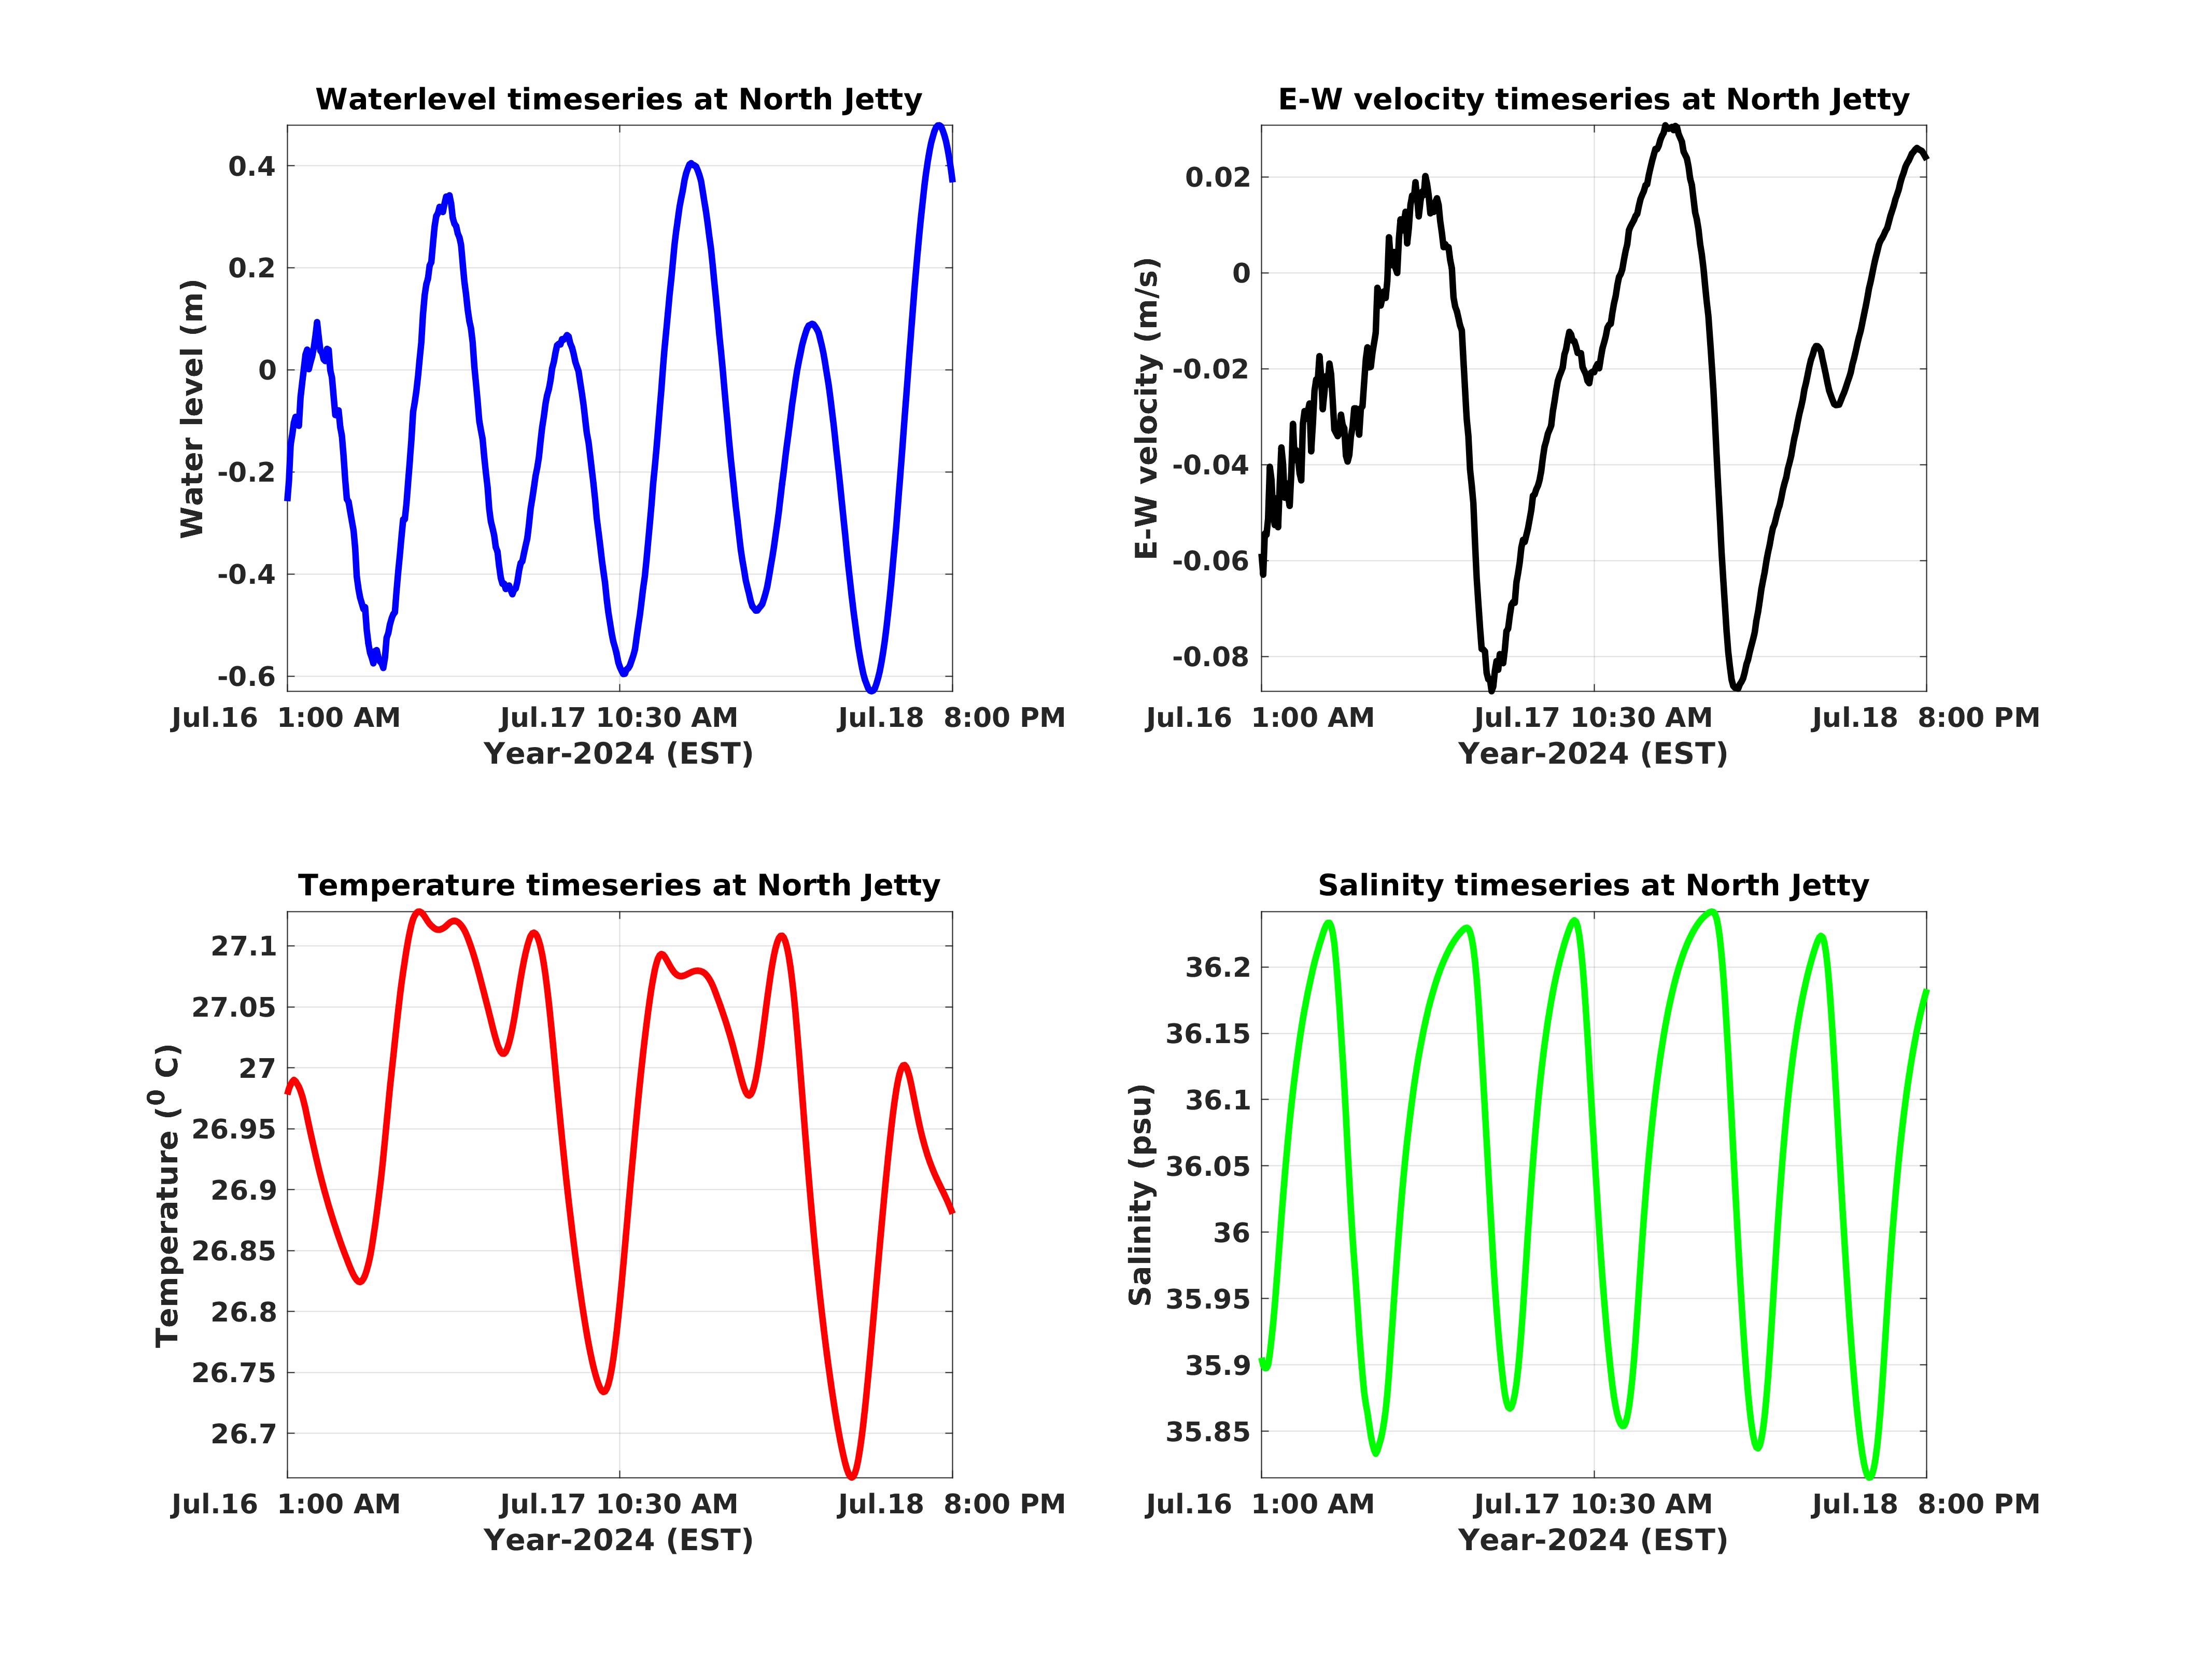 Waterlevel timeseries at North Jetty
0.4
0.2
0
-0.2
-0.4
-0.6
Water level (m)
Jul.16 1:00 AM Jul.17 10:30 AM Jul.18 8:00 PM
Year-2024 (EST)
E-W velocity timeseries at North Jetty
0.02
0
-0.02
-0.04
-0.06
-0.08
E-W velocity (m/s)
Jul.16 1:00 AM Jul.17 10:30 AM Jul.18 8:00 PM
Year-2024 (EST)
Temperature timeseries at North Jetty
27.1
27.05
27
26.95
26.9
26.85
26.8
26.75
26.7
Temperature (⁰ C)
Jul.16 1:00 AM Jul.17 10:30 AM Jul.18 8:00 PM
Year-2024 (EST)
Salinity timeseries at North Jetty
36.2
36.15
36.1
36.05
36
35.95
35.9
35.85
Salinity (psu)
Jul.16 1:00 AM Jul.17 10:30 AM Jul.18 8:00 PM
Year-2024 (EST)